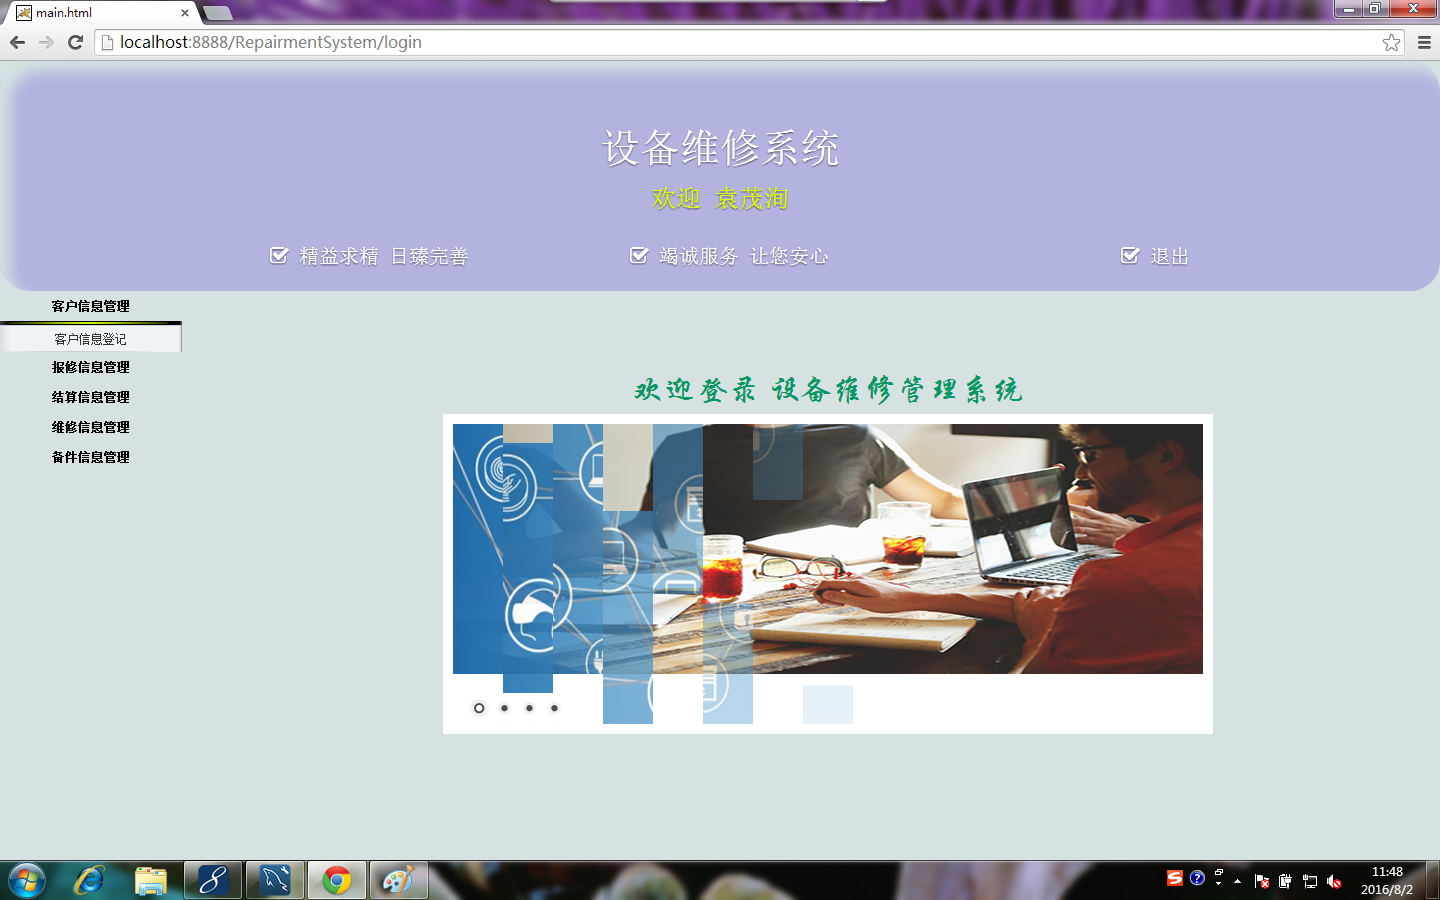 main.html
localhost:8888/RepairmentSystem/login
设备维修系统
欢迎 袁茂洵
精益求精 日臻完善
竭诚服务 让您安心
退出
客户信息管理
客户信息登记
报修信息管理
结算信息管理
维修信息管理
备件信息管理
欢迎登录 设备维修管理系统
11:48
2016/8/2